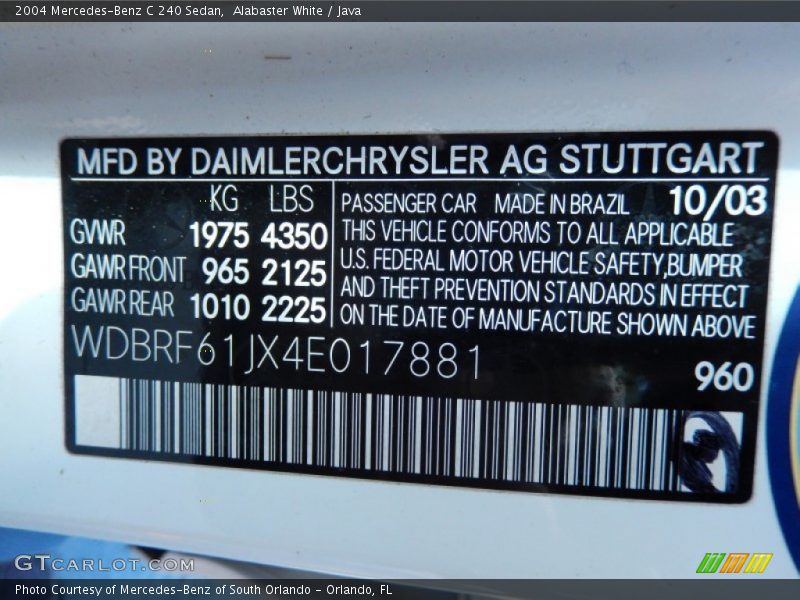 2004 Mercedes-Benz C 240 Sedan, Alabaster White / Java
MFD BY DAIMLERCHRYSLER AG STUTTGART
KG LBS
GVWR 1975 4350
GAWR FRONT 965 2125
GAWR REAR 1010 2225
PASSENGER CAR MADE IN BRAZIL 10/03
THIS VEHICLE CONFORMS TO ALL APPLICABLE
U.S. FEDERAL MOTOR VEHICLE SAFETY,BUMPER
AND THEFT PREVENTION STANDARDS IN EFFECT
ON THE DATE OF MANUFACTURE SHOWN ABOVE
WDBRF61JX4E017881
960
GTCARLOT.COM
Photo Courtesy of Mercedes-Benz of South Orlando - Orlando, FL